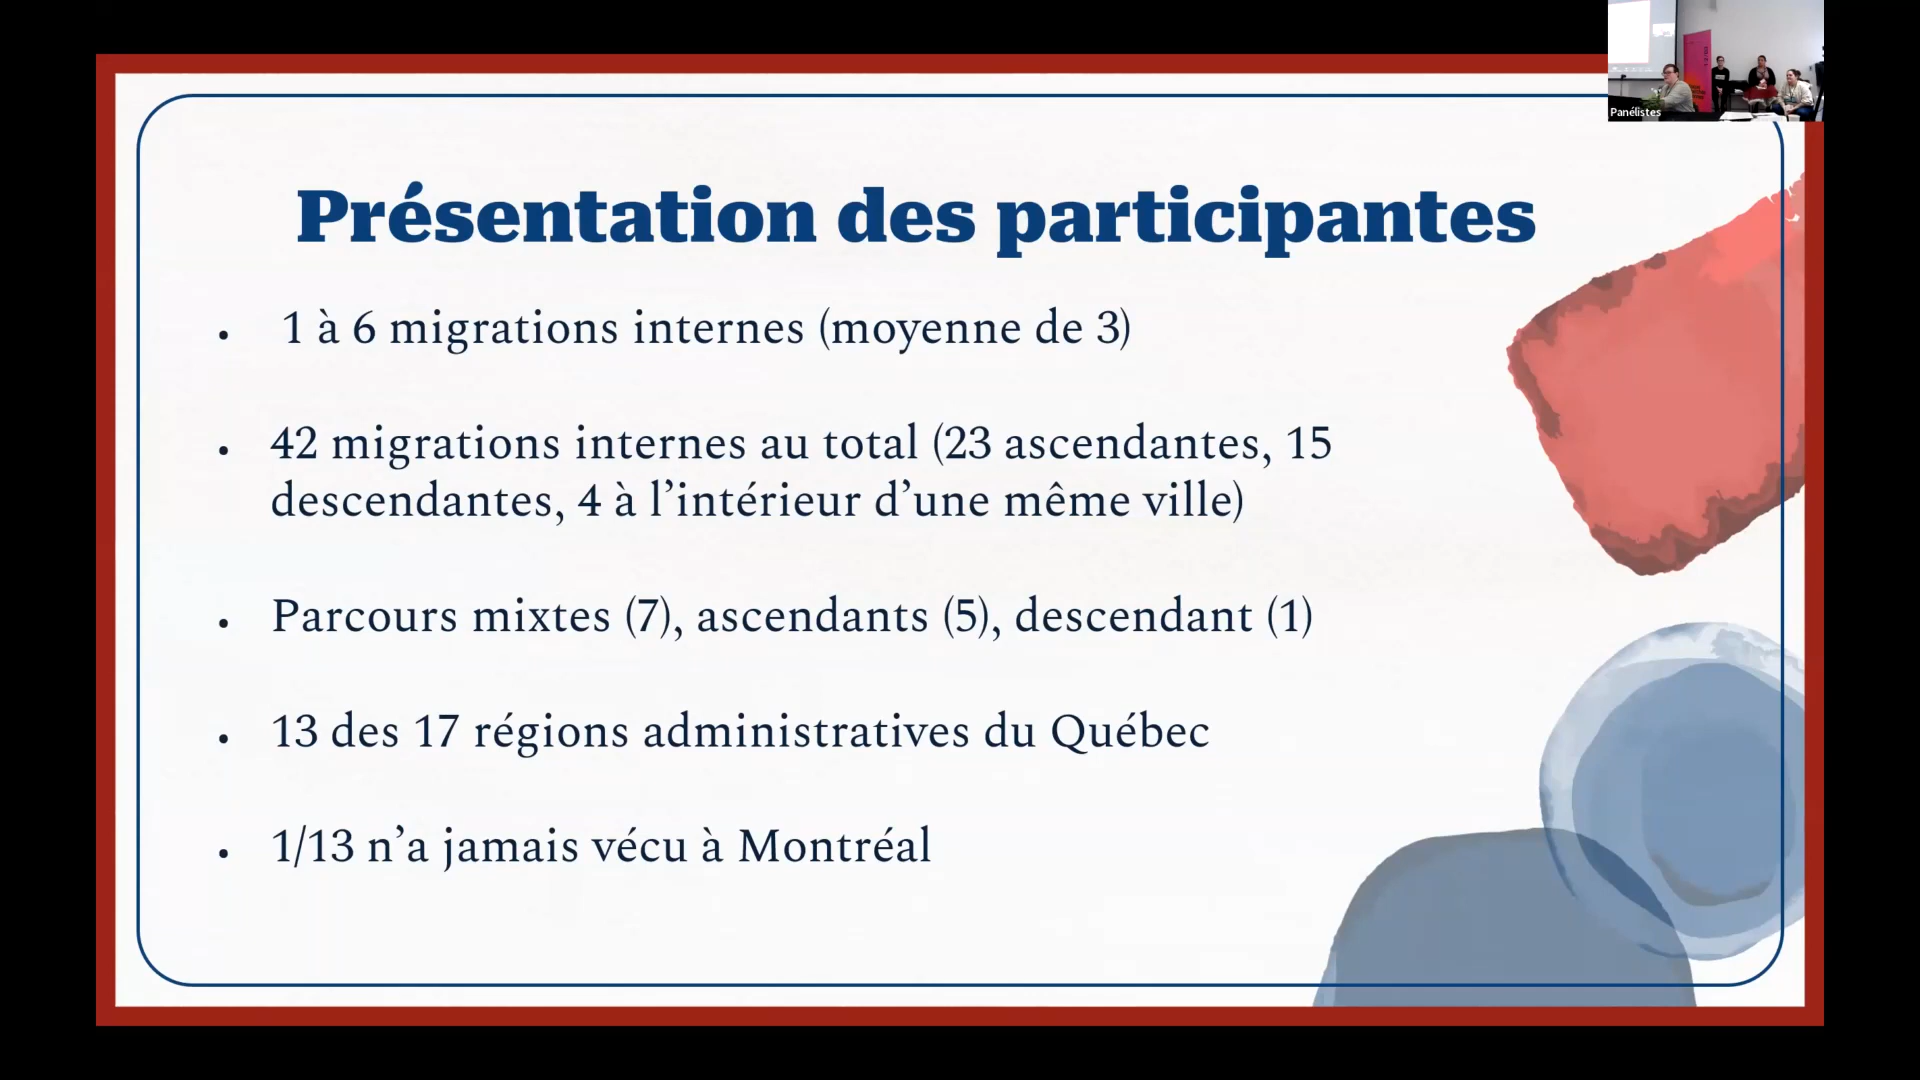 Panélistes
Présentation des participantes
• 1 à 6 migrations internes (moyenne de 3)
• 42 migrations internes au total (23 ascendantes, 15
descendantes, 4 à l’intérieur d’une même ville)
• Parcours mixtes (7), ascendants (5), descendant (1)
• 13 des 17 régions administratives du Québec
• 1/13 n’a jamais vécu à Montréal